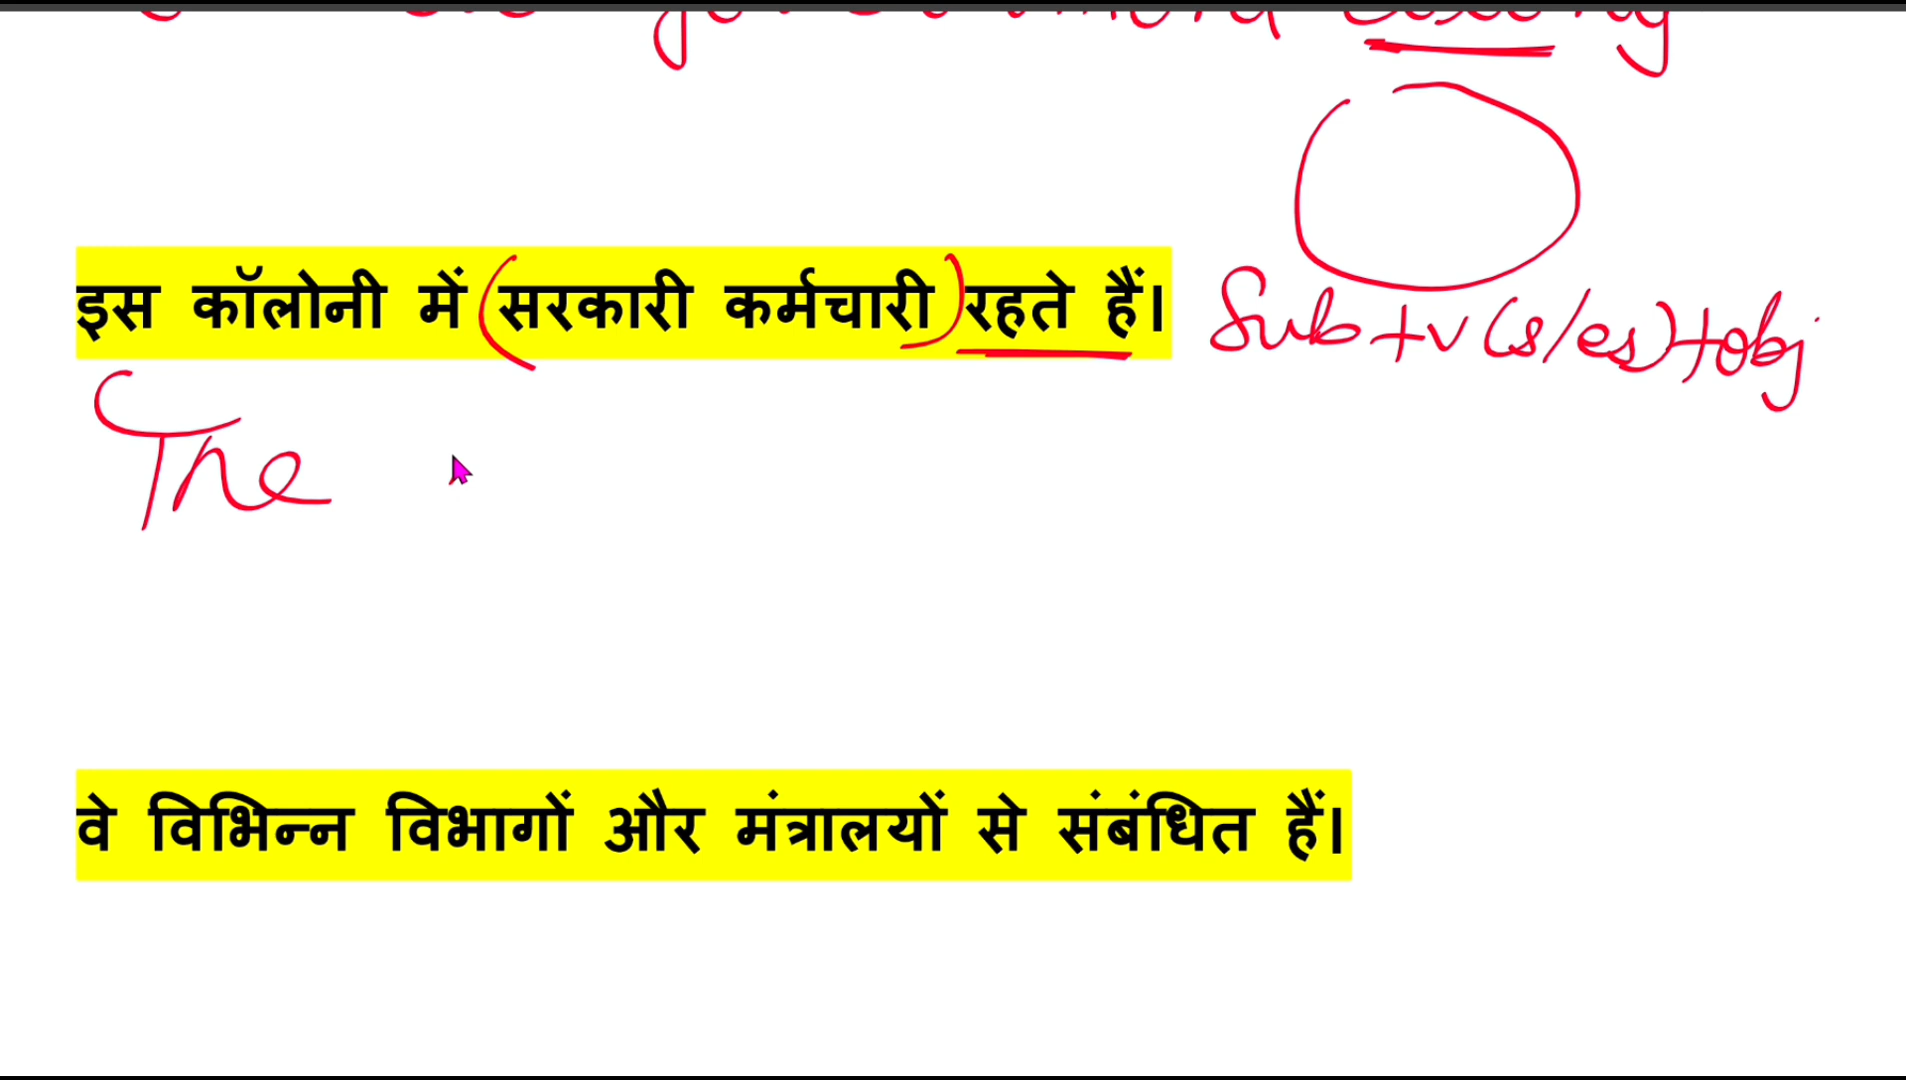 इस कॉलोनी में (सरकारी कर्मचारी) रहते हैं। Sub+v(s/es)+obj
The
वे विभिन्न विभागों और मंत्रालयों से संबंधित हैं।